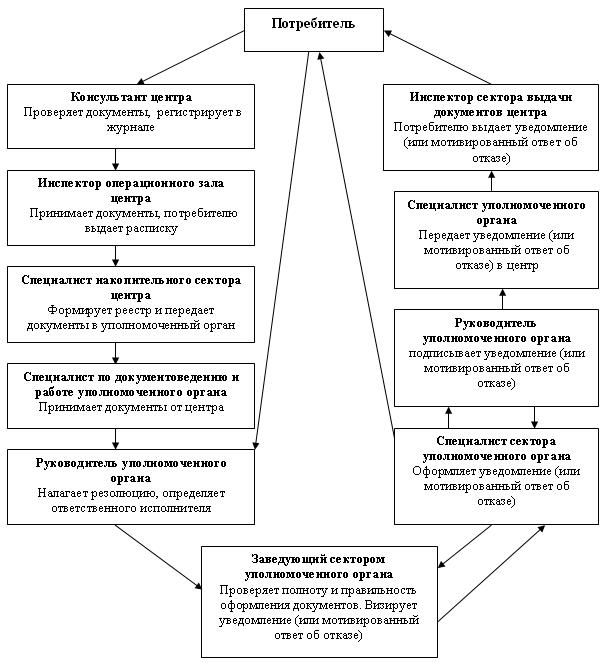 Потребитель
Консультант центра
Проверяет документы, регистрирует в
журнале
Инспектор операционного зала
центра
Принимает документы, потребителю
выдает расписку
Специалист накопительного сектора
центра
Формирует реестр и передает
документы в уполномоченный орган
Специалист по документоведению и
работе уполномоченного органа
Принимает документы от центра
Руководитель уполномоченного
органа
Налагает резолюцию, определяет
ответственного исполнителя
Заведующий сектором
уполномоченного органа
Проверяет полноту и правильность
оформления документов. Визирует
уведомление (или мотивированный
ответ об отказе)
Специалист сектора
уполномоченного органа
Оформляет уведомление (или
мотивированный ответ об
отказе)
Руководитель
уполномоченного органа
подписывает уведомление (или
мотивированный ответ об
отказе)
Специалист уполномоченного
органа
Передает уведомление (или
мотивированный ответ об
отказе) в центр
Инспектор сектора выдачи
документов центра
Потребителю выдает уведомление
(или мотивированный ответ об
отказе)